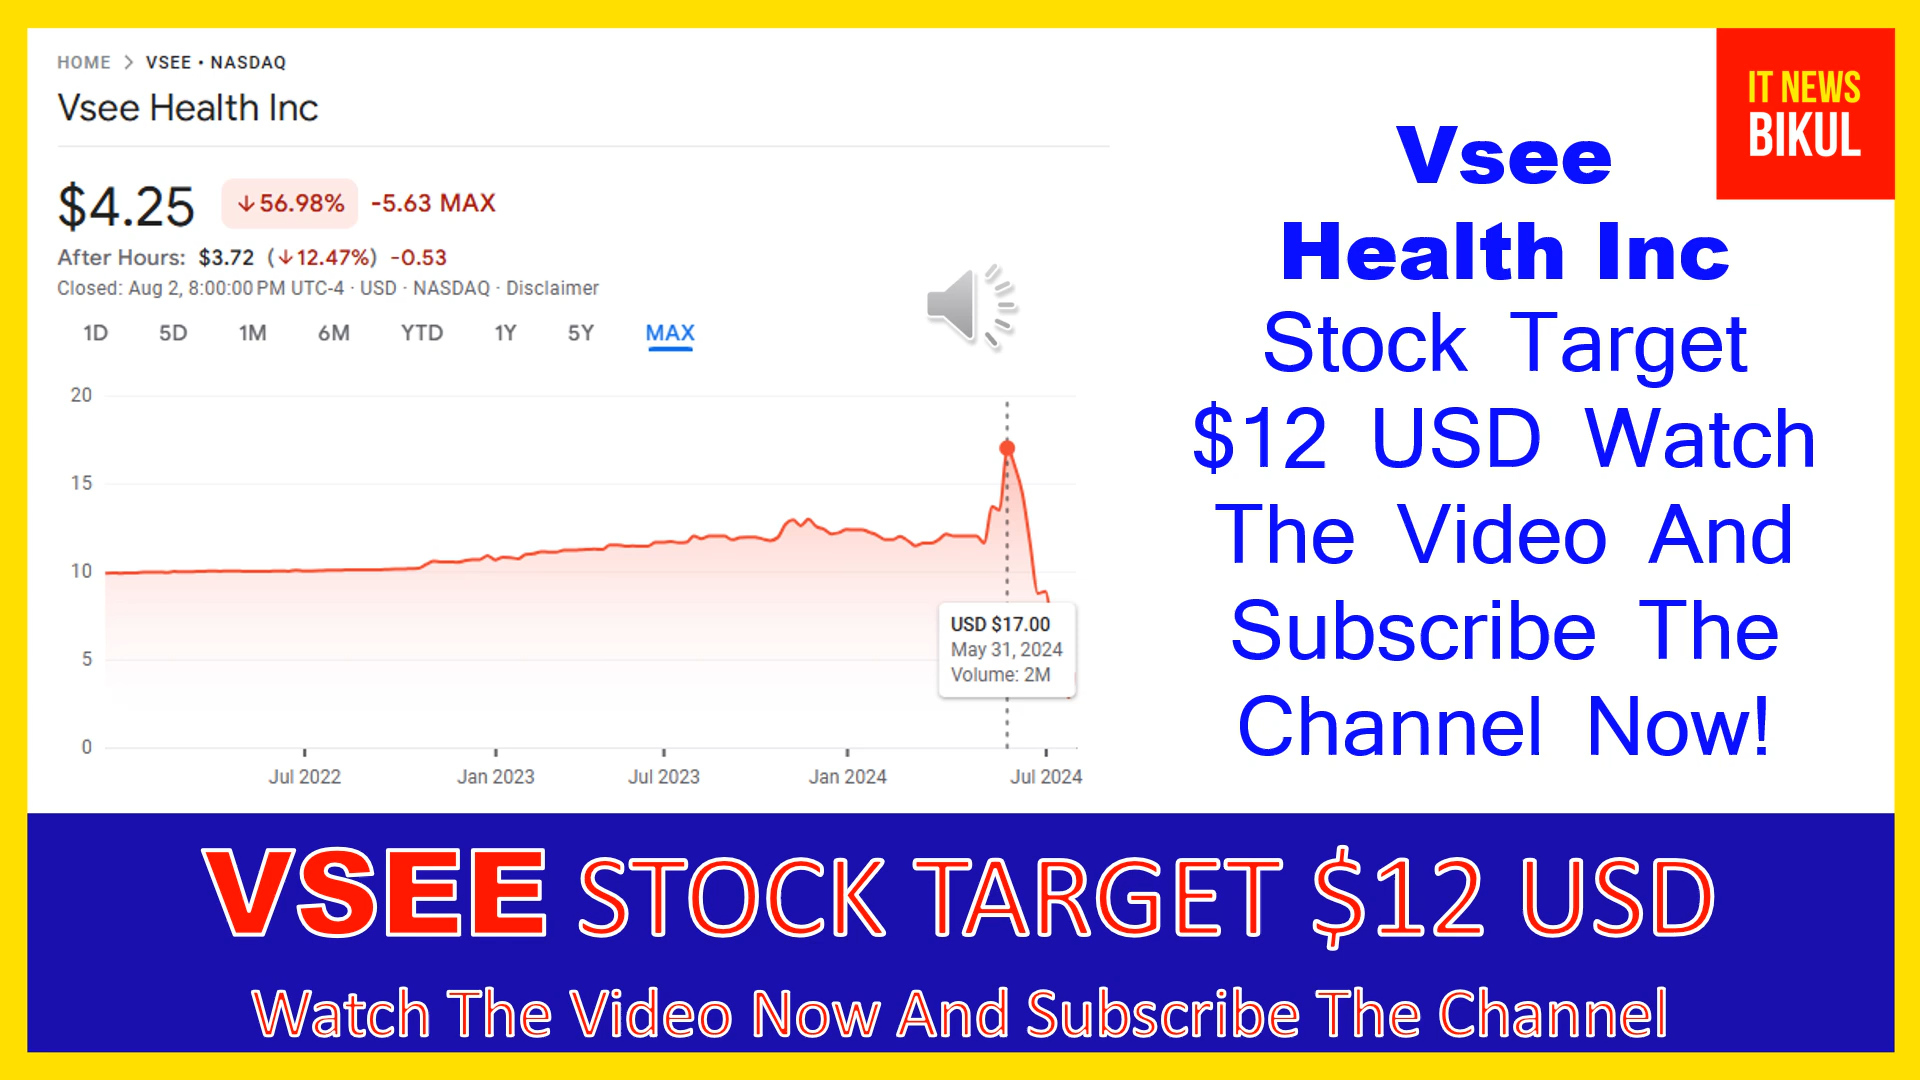 HOME > VSEE • NASDAQ
Vsee Health Inc
$4.25 ↓56.98% -5.63 MAX
After Hours: $3.72 (↓12.47%) -0.53
Closed: Aug 2, 8:00:00 PM UTC-4 · USD · NASDAQ · Disclaimer
1D 5D 1M 6M YTD 1Y 5Y MAX
20
15
10
5
0
USD $17.00
May 31, 2024
Volume: 2M
Jul 2022 Jan 2023 Jul 2023 Jan 2024 Jul 2024
IT NEWS
BIKUL
Vsee
Health Inc
Stock Target
$12 USD Watch
The Video And
Subscribe The
Channel Now!
VSEE STOCK TARGET $12 USD
Watch The Video Now And Subscribe The Channel